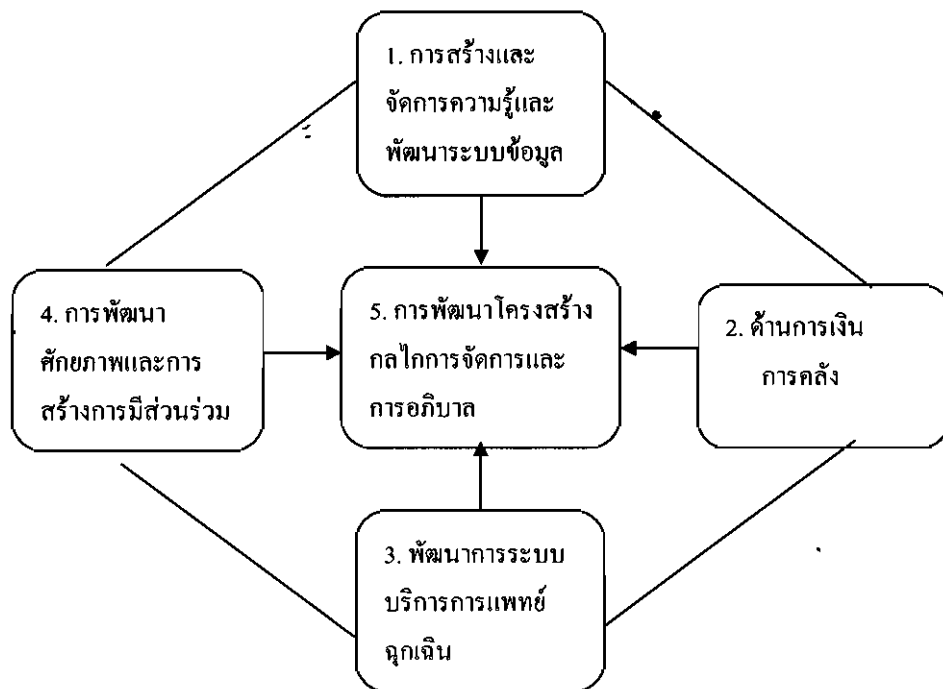 1. การสร้างและ
จัดการความรู้และ
พัฒนาระบบข้อมูล
4. การพัฒนา
ศักยภาพและการ
สร้างการมีส่วนร่วม
5. การพัฒนาโครงสร้าง
กลไกการจัดการและ
การอภิบาล
2. ด้านการเงิน
การคลัง
3. พัฒนาการระบบ
บริการการแพทย์
ฉุกเฉิน